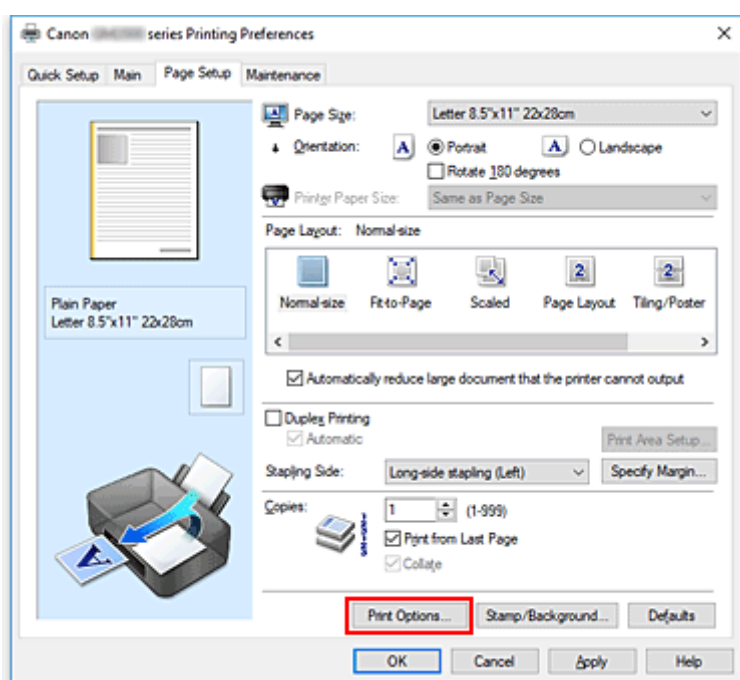 Canon series Printing Preferences
Quick Setup Main Page Setup Maintenance
Page Size: Letter 8.5"x11" 22x28cm
Orientation: A Portrait A Landscape
Rotate 180 degrees
Printer Paper Size: Same as Page Size
Page Layout: Normal-size
2 2
Normal-size Fit-to-Page Scaled Page Layout Tiling/Poster
Plain Paper
Letter 8.5"x11" 22x28cm
Automatically reduce large document that the printer cannot output
Duplex Printing
Automatic
Print Area Setup...
Stapling Side: Long-side stapling (Left) Specify Margin...
Copies: 1 (1-999)
Print from Last Page
Collate
A
Print Options... Stamp/Background... Defaults
OK Cancel Apply Help